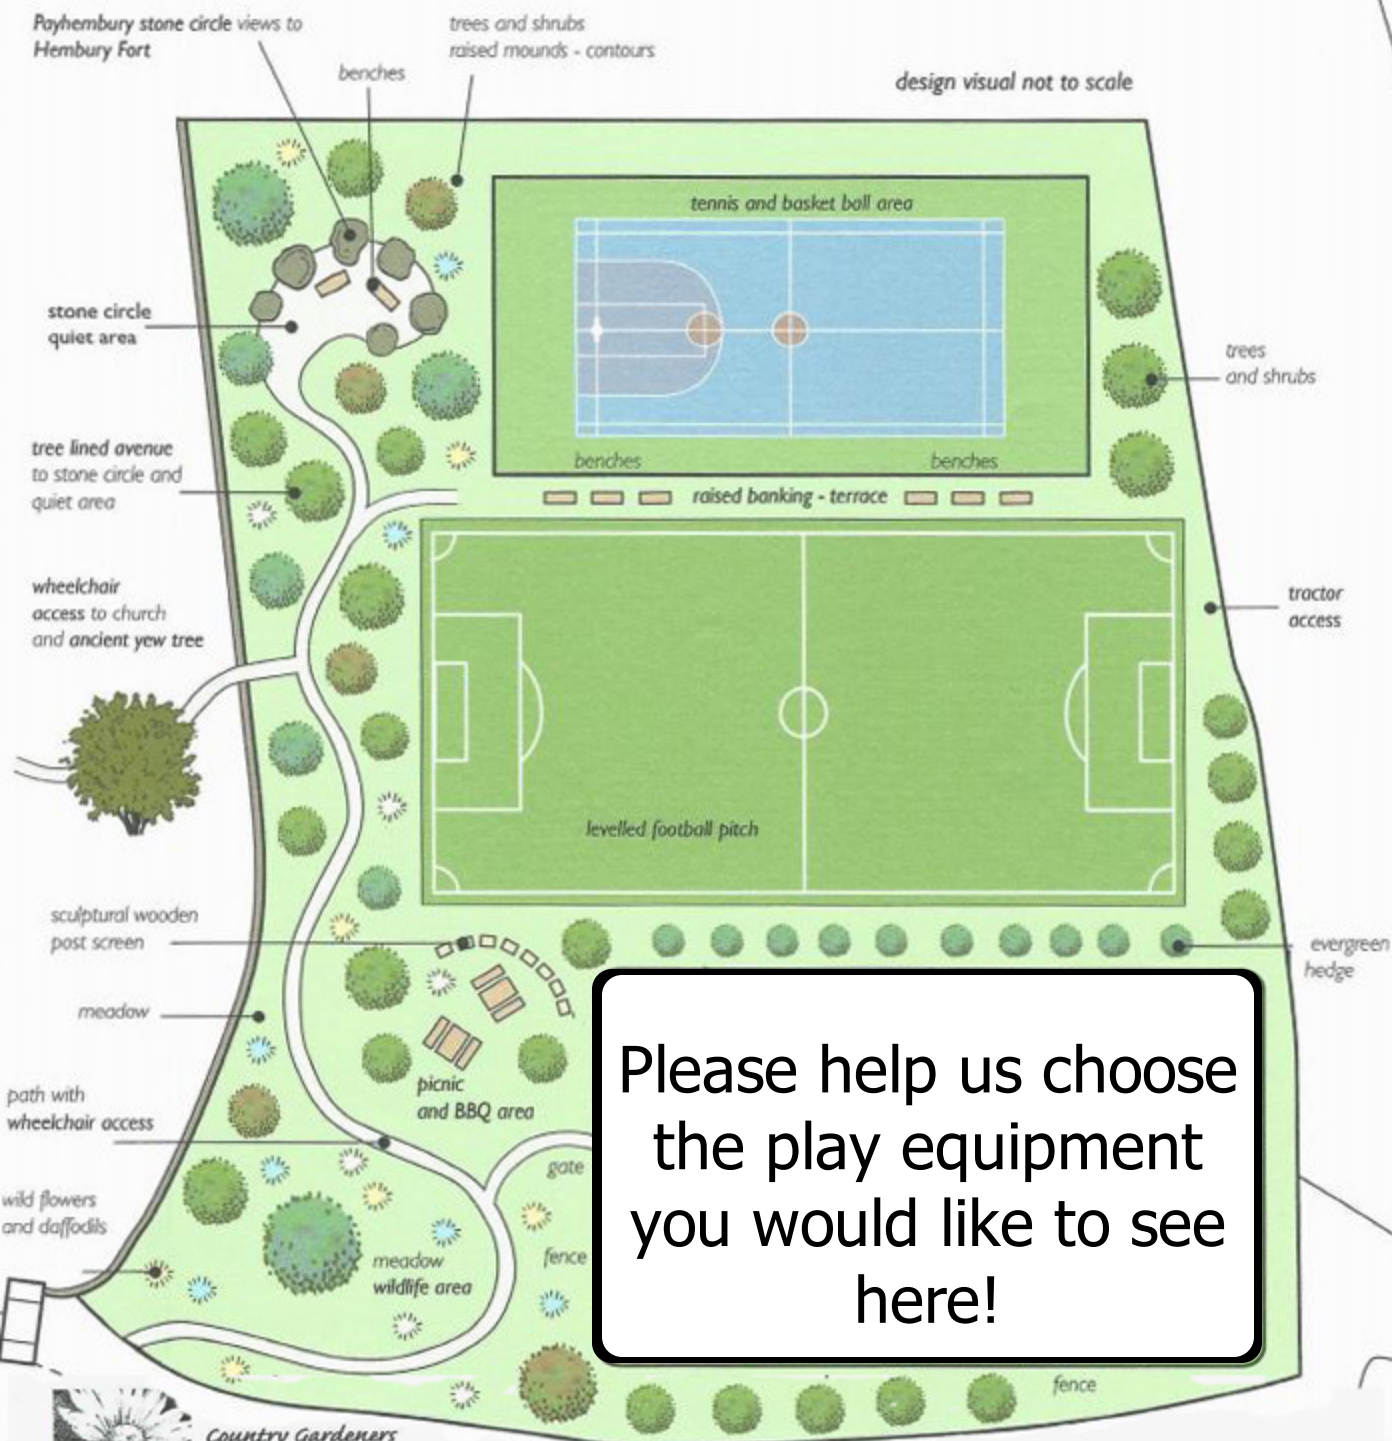 Payhembury stone circle views to
Hembury Fort
trees and shrubs
raised mounds - contours
benches
design visual not to scale
tennis and basket ball area
stone circle
quiet area
trees
and shrubs
tree lined avenue
to stone circle and
quiet area
benches
benches
raised banking - terrace
wheelchair
access to church
and ancient yew tree
tractor
access
levelled football pitch
sculptural wooden
post screen
evergreen
hedge
meadow
picnic
and BBQ area
path with
wheelchair access
gate
wild flowers
and daffodils
meadow
wildlife area
fence
Please help us choose
the play equipment
you would like to see
here!
fence
Country Gardeners